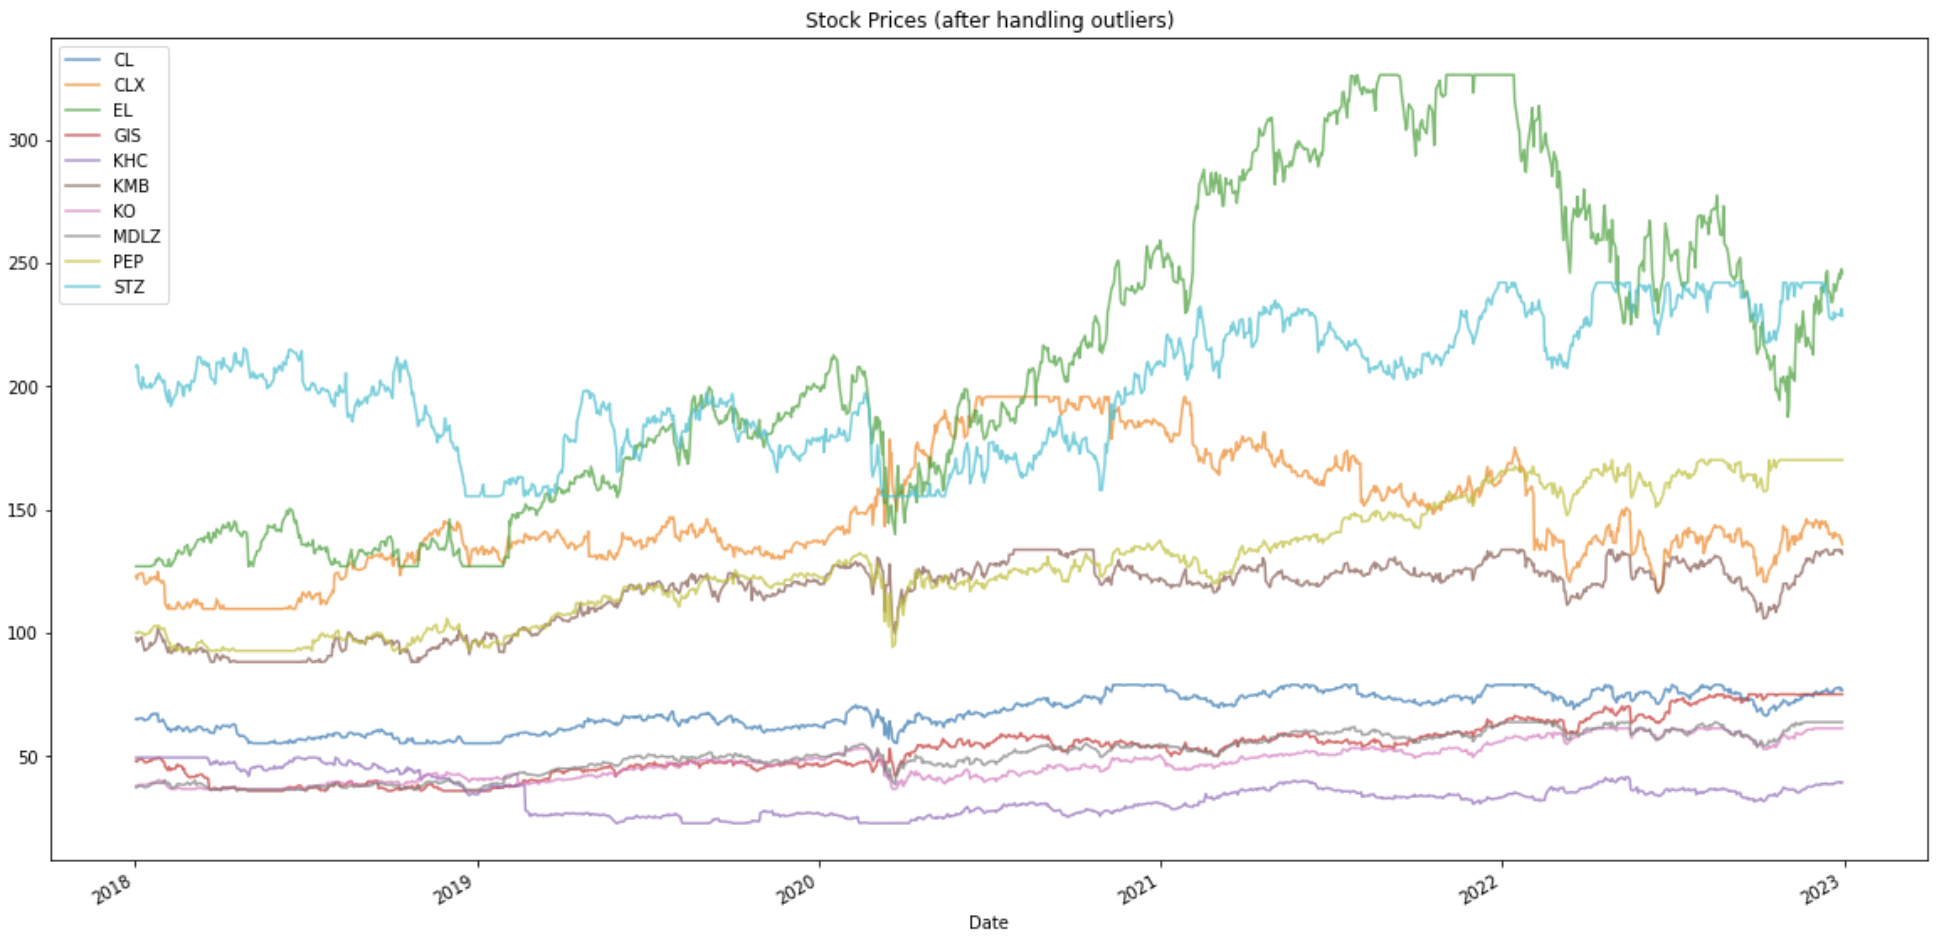 Stock Prices (after handling outliers)
CL
CLX
EL
GIS
KHC
KMB
KO
MDLZ
PEP
STZ
300
250
200
150
100
50
2018
2019
2020
2021
2022
2023
Date